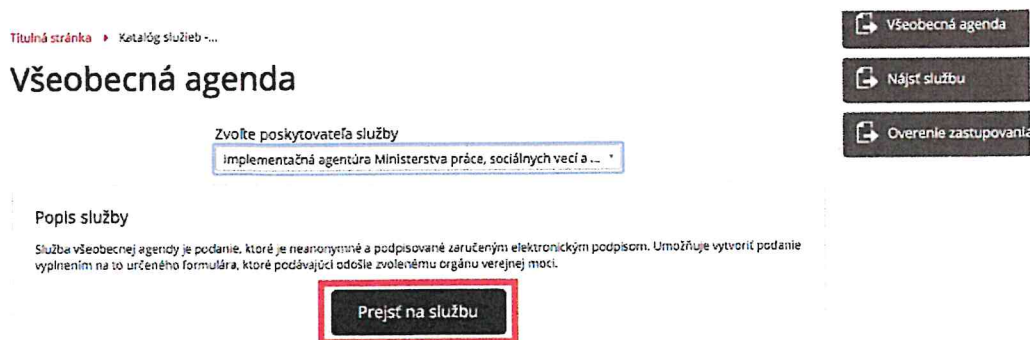 Titulná stránka ▸ Katalóg služieb -...
Všeobecná agenda
Zvoľte poskytovateľa služby
Implementačná agentúra Ministerstva práce, sociálnych vecí a ...
Popis služby
Služba všeobecnej agendy je podanie, ktoré je neanonymné a podpisované zaručeným elektronickým podpisom. Umožňuje vytvoriť podanie
vyplnením na to určeného formulára, ktoré podávajúci odošle zvolenému orgánu verejnej moci.
Prejsť na službu
Všeobecná agenda
Nájsť službu
Overenie zastupovania